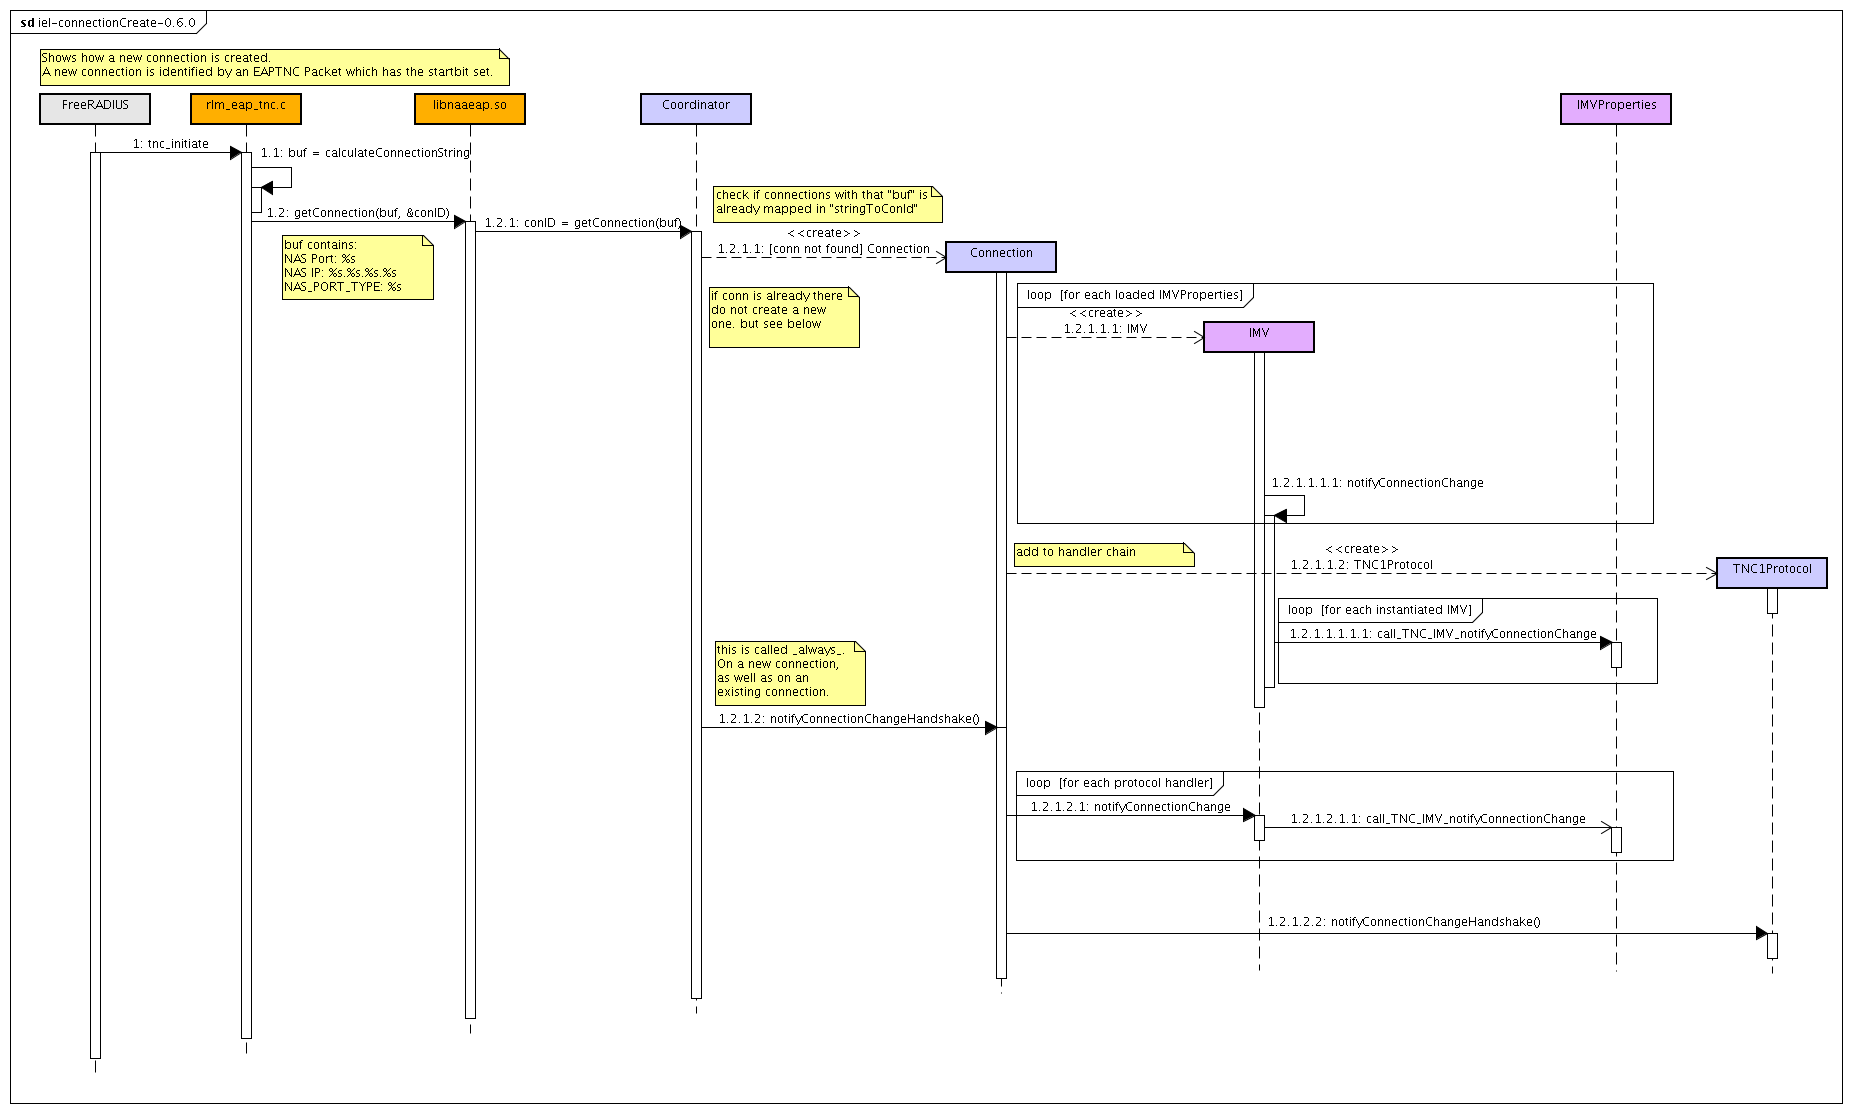 sd iel-connectionCreate-0.6.0
Shows how a new connection is created.
A new connection is identified by an EAPTNC Packet which has the startbit set.
FreeRADIUS
rlm_eap_tnc.c
libnaaeap.so
Coordinator
IMVProperties
1: tnc_initiate
1.1: buf = calculateConnectionString
check if connections with that "buf" is
already mapped in "stringToConId"
1.2: getConnection(buf, &conID)
1.2.1: conID = getConnection(buf)
<<create>>
1.2.1.1: [conn not found] Connection
Connection
buf contains:
NAS Port: %s
NAS IP: %s.%s.%s.%s
NAS_PORT_TYPE: %s
if conn is already there
do not create a new
one. but see below
loop [for each loaded IMVProperties]
<<create>>
1.2.1.1.1: IMV
IMV
1.2.1.1.1.1: notifyConnectionChange
add to handler chain
<<create>>
1.2.1.1.2: TNC1Protocol
TNC1Protocol
loop [for each instantiated IMV]
1.2.1.1.1.1.1: call_TNC_IMV_notifyConnectionChange
this is called _always_.
On a new connection,
as well as on an
existing connection.
1.2.1.2: notifyConnectionChangeHandshake()
loop [for each protocol handler]
1.2.1.2.1: notifyConnectionChange
1.2.1.2.1.1: call_TNC_IMV_notifyConnectionChange
1.2.1.2.2: notifyConnectionChangeHandshake()